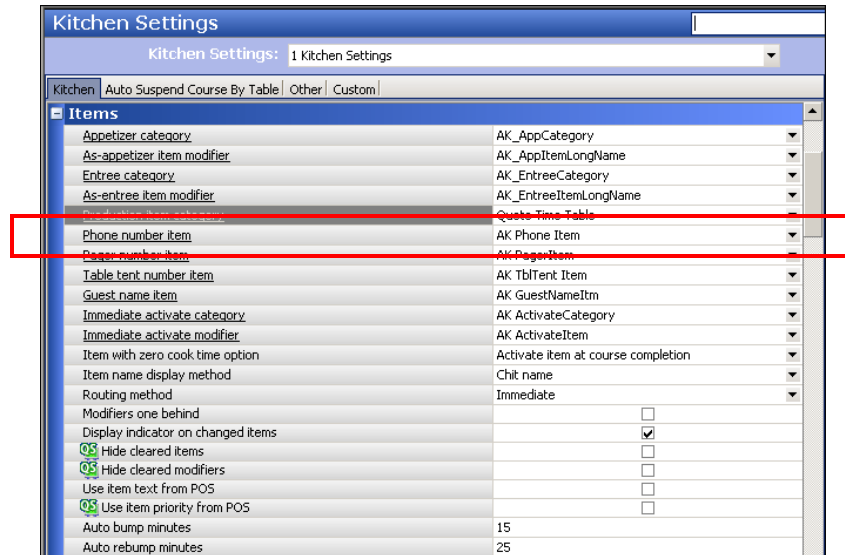 Kitchen Settings
Kitchen Settings: 1 Kitchen Settings
Kitchen Auto Suspend Course By Table Other Custom
Items
Appetizer category AK_AppCategory
As-appetizer item modifier AK_AppItemLongName
Entree category AK_EntreeCategory
As-entree item modifier AK_EntreeItemLongName
Production item category Quote Time Table
Phone number item AK Phone Item
Pager number item AK PagerItem
Table tent number item AK TblTent Item
Guest name item AK GuestNameItm
Immediate activate category AK ActivateCategory
Immediate activate modifier AK ActivateItem
Item with zero cook time option Activate item at course completion
Item name display method Chit name
Routing method Immediate
Modifiers one behind
Display indicator on changed items
QS Hide cleared items
QS Hide cleared modifiers
Use item text from POS
QS Use item priority from POS
Auto bump minutes 15
Auto rebump minutes 25